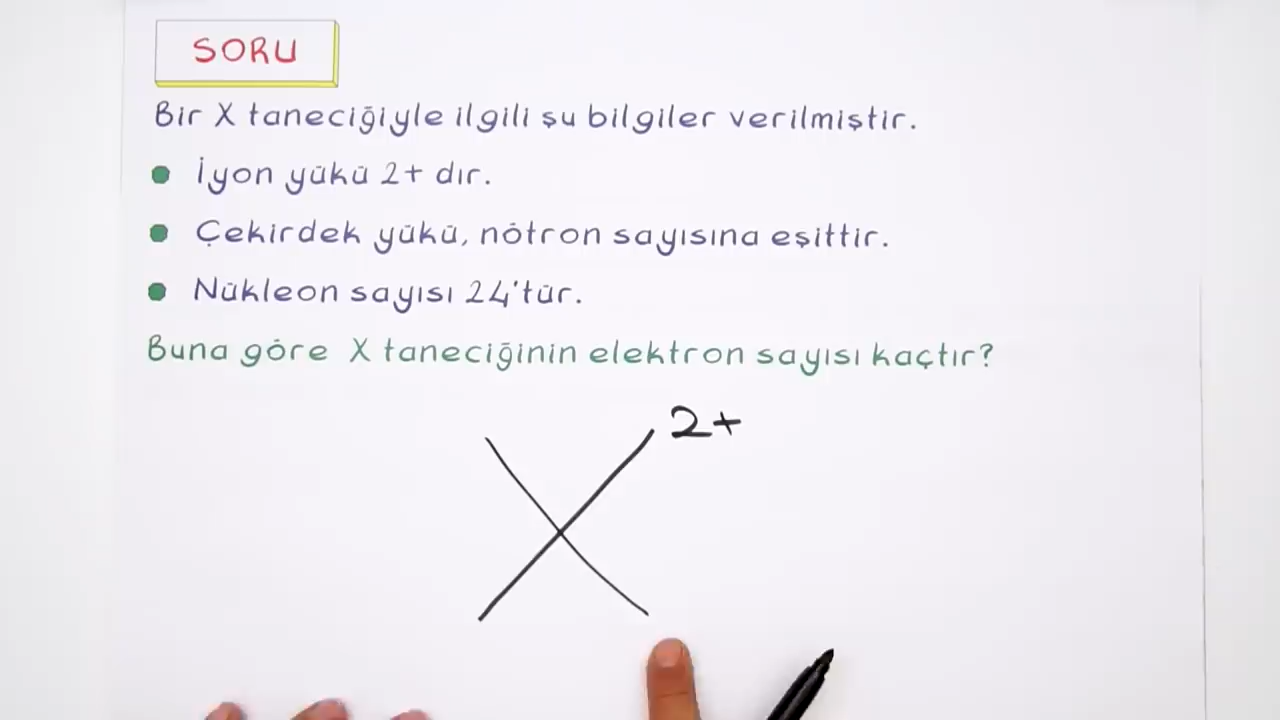 SORU
Bir X taneciğiyle ilgili şu bilgiler verilmiştir.
İyon yükü 2+ dır.
Çekirdek yükü, nötron sayısına eşittir.
Nükleon sayısı 24'tür.
Buna göre X taneciğinin elektron sayısı kaçtır?
X 2+